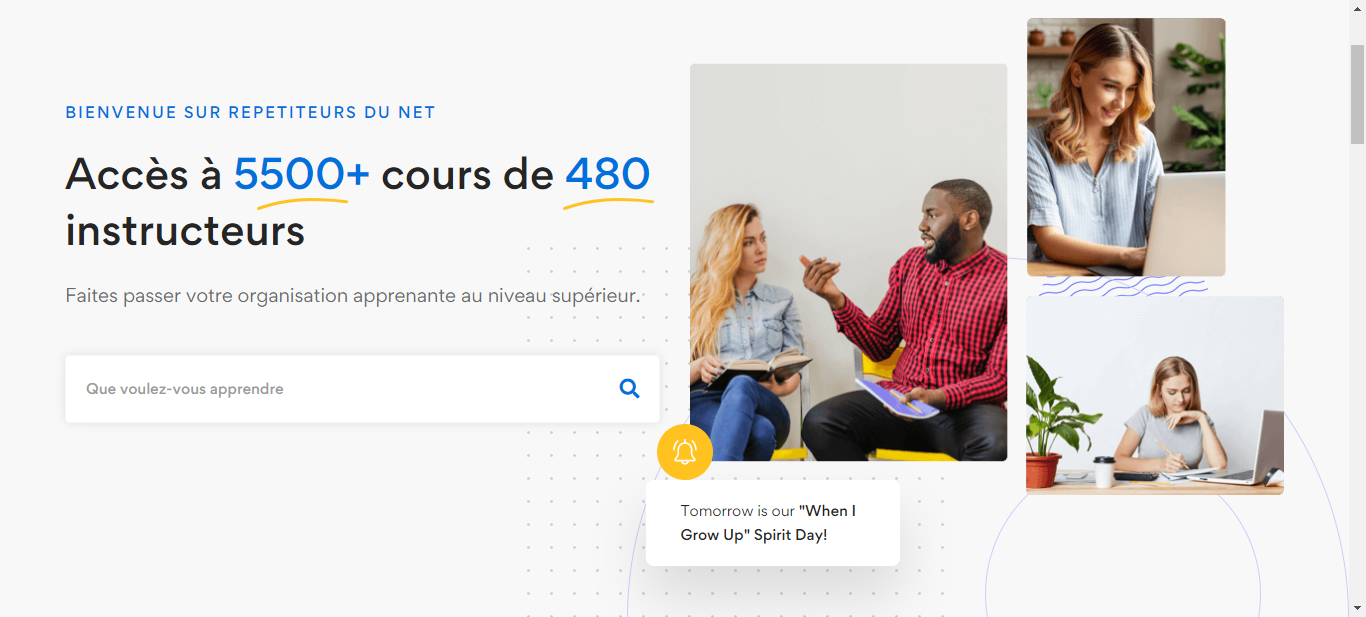 BIENVENUE SUR REPETITEURS DU NET
Accès à 5500+ cours de 480
instructeurs
Faites passer votre organisation apprenante au niveau supérieur.
Que voulez-vous apprendre
Tomorrow is our "When I
Grow Up" Spirit Day!